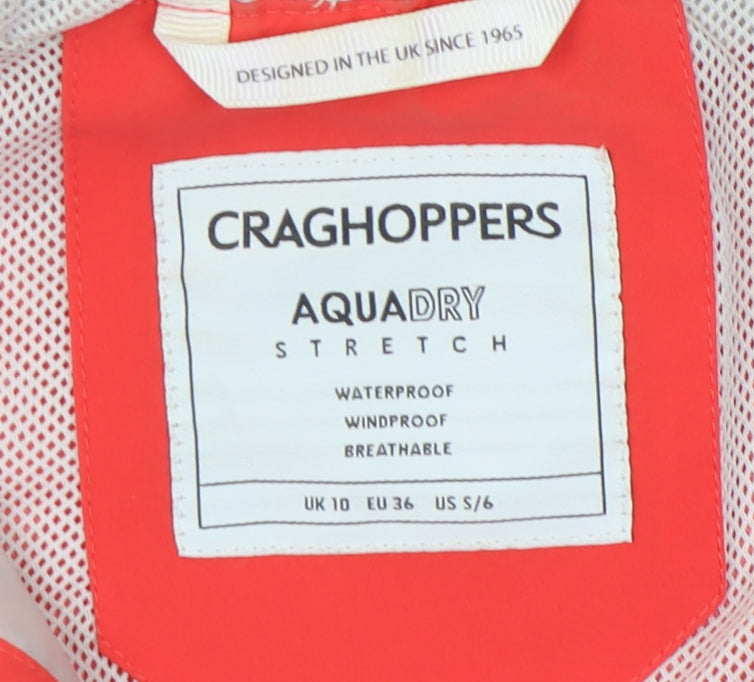 DESIGNED IN THE UK SINCE 1965
CRAGHOPPERS
AQUADRY
STRETCH
WATERPROOF
WINDPROOF
BREATHABLE
UK 10 EU 36 US S/6